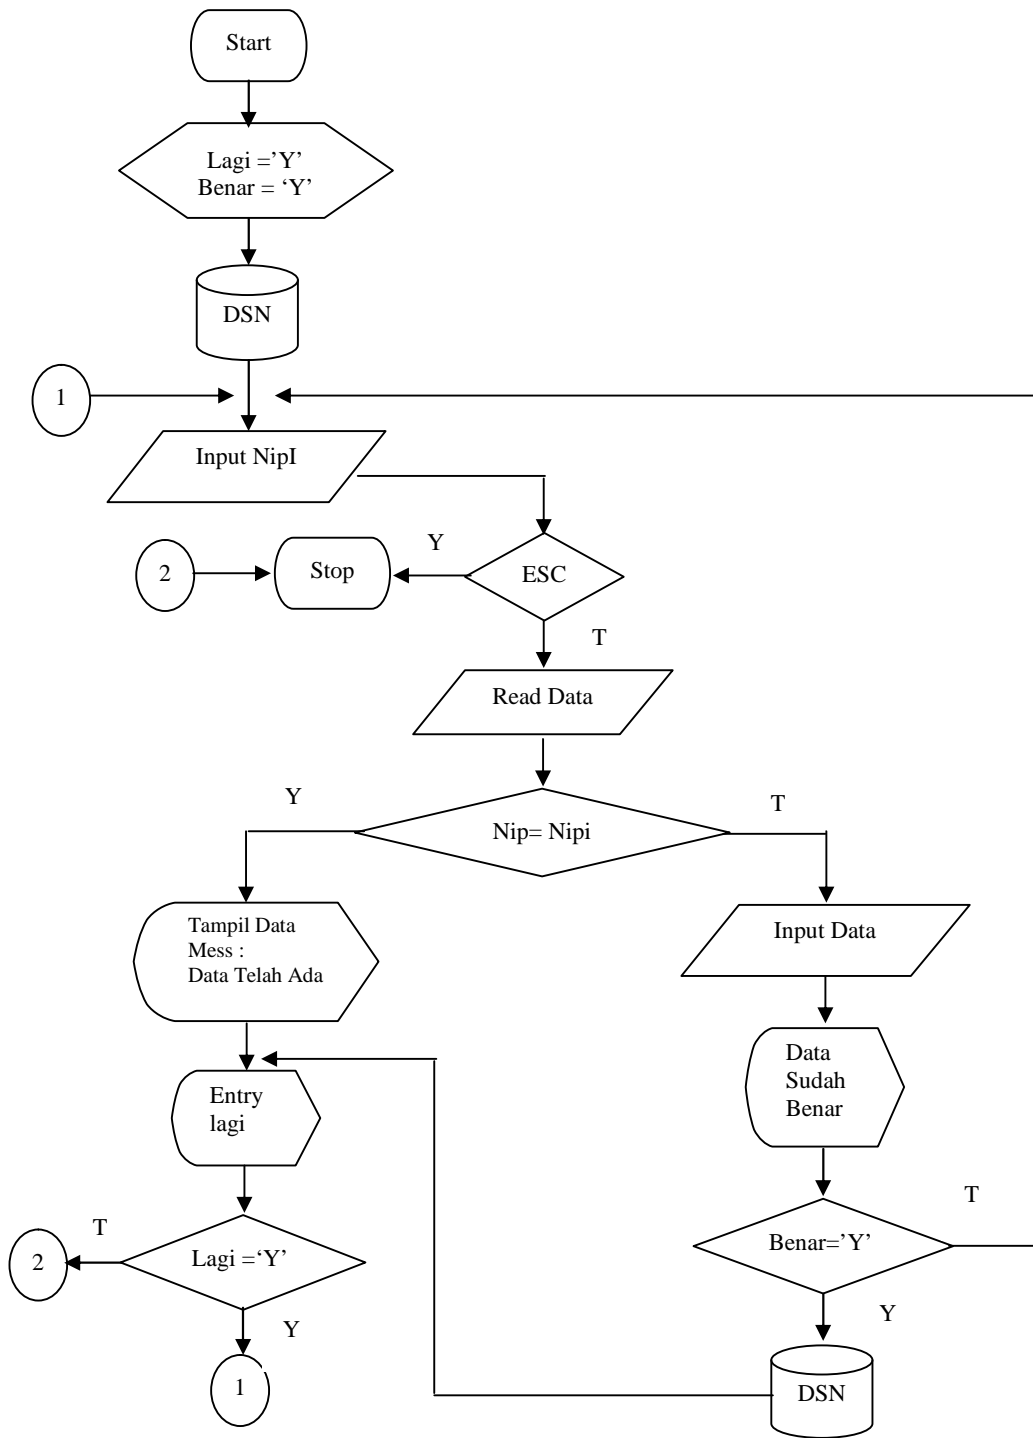 Start
Lagi =’Y’
Benar = ‘Y’
DSN
1
Input NipI
Y
2
Stop
ESC
T
Read Data
Y
T
Nip= Nipi
Tampil Data
Mess :
Data Telah Ada
Input Data
Data
Sudah
Benar
Entry
lagi
T
T
2
Lagi =‘Y’
Benar=’Y’
Y
Y
1
DSN